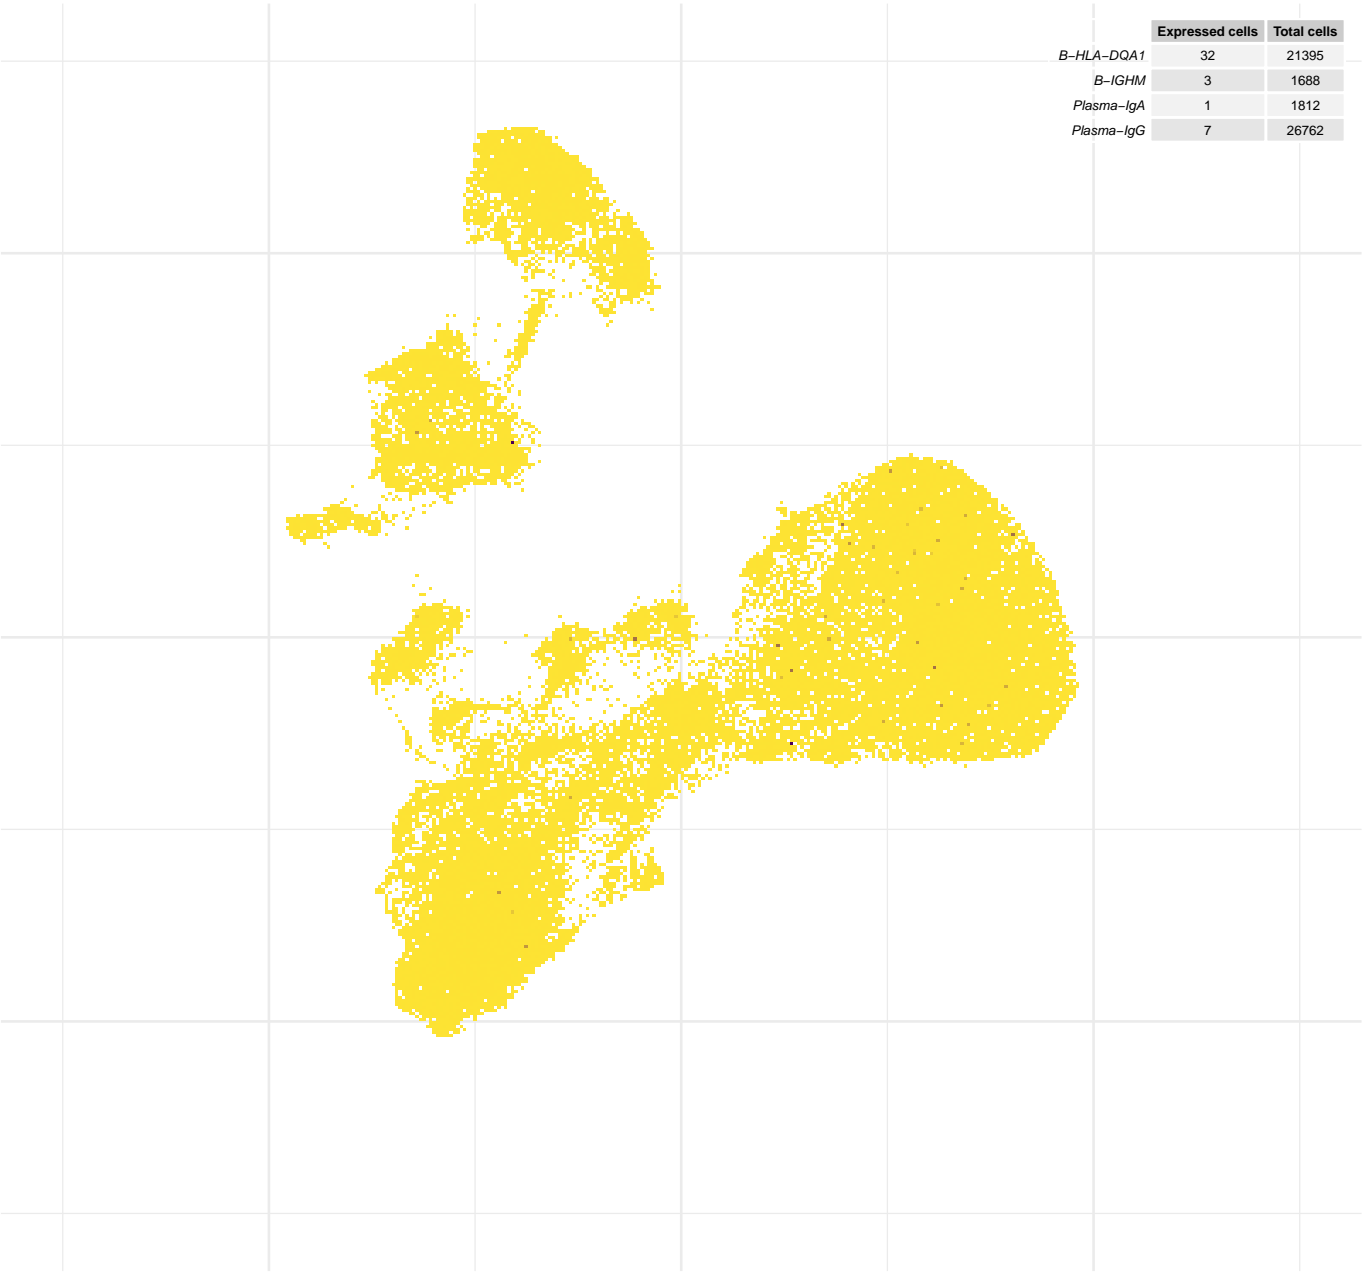 Expressed cells Total cells
B−HLA−DQA1 32 21395
B−IGHM 3 1688
Plasma−IgA 1 1812
Plasma−IgG 7 26762